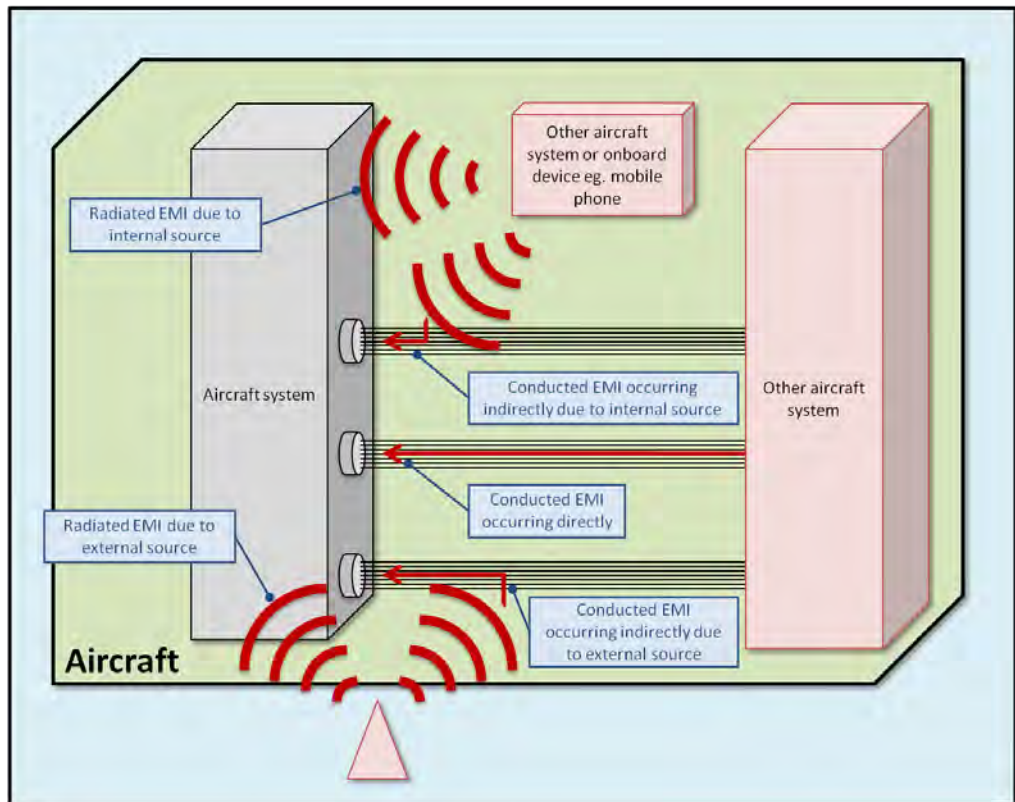 Other aircraft
system or onboard
device eg. mobile
phone
Radiated EMI due to
internal source
Aircraft system
Conducted EMI occurring
indirectly due to internal source
Other aircraft
system
Conducted EMI
occurring directly
Radiated EMI due to
external source
Conducted EMI
occurring indirectly due
to external source
Aircraft